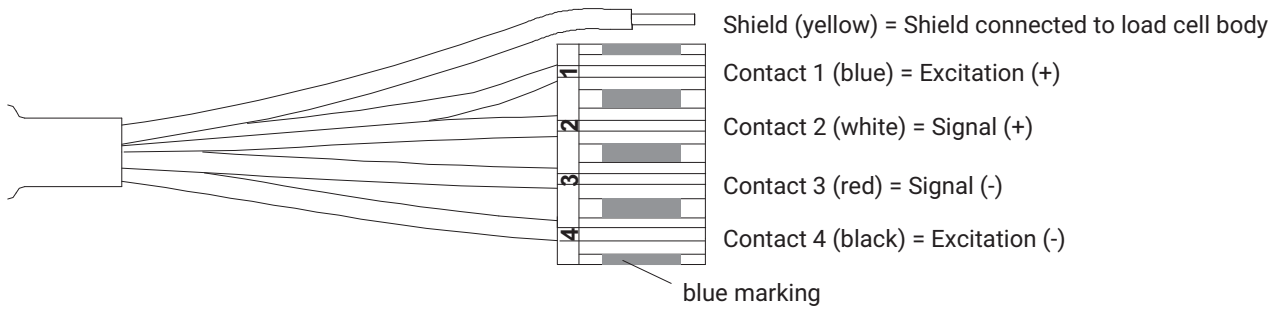 Shield (yellow) = Shield connected to load cell body
1
Contact 1 (blue) = Excitation (+)
2
Contact 2 (white) = Signal (+)
3
Contact 3 (red) = Signal (-)
4
Contact 4 (black) = Excitation (-)
blue marking